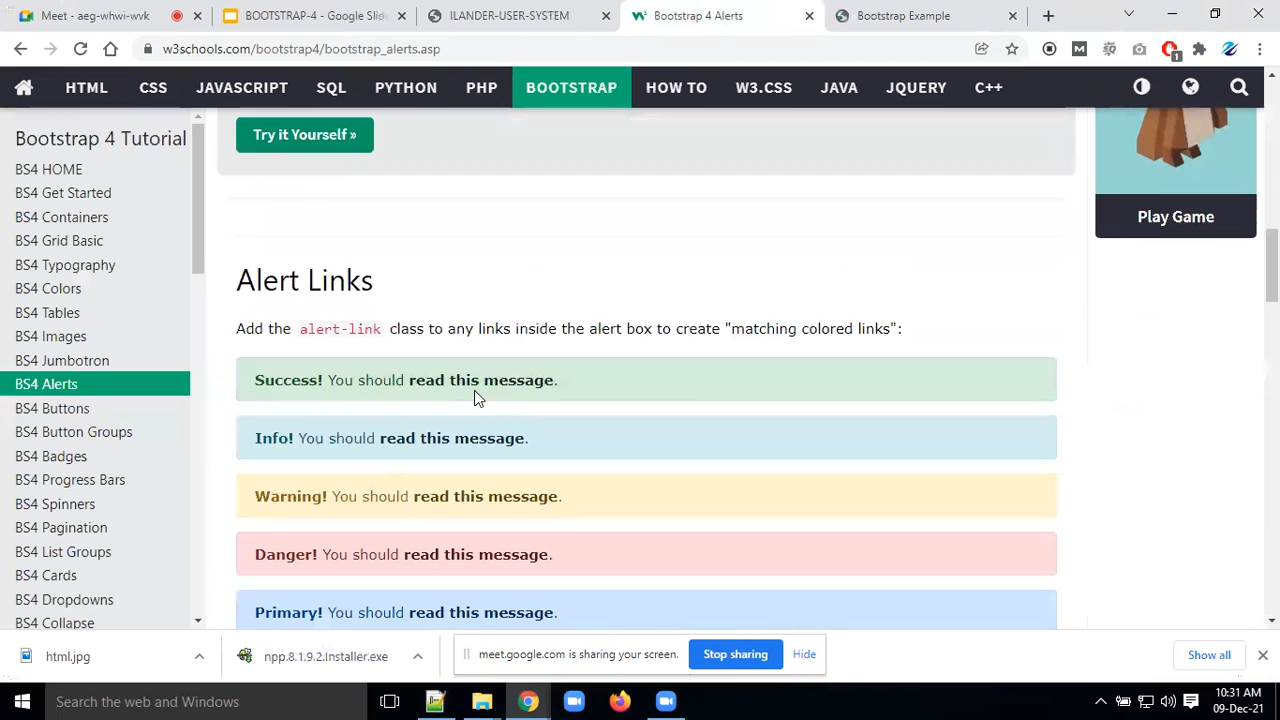 Meet - aeg-whwi-wvk
BOOTSTRAP-4 - Google Slide
ILANDER-USER-SYSTEM
Bootstrap 4 Alerts
Bootstrap Example
w3schools.com/bootstrap4/bootstrap_alerts.asp
1
HTML CSS JAVASCRIPT SQL PYTHON PHP BOOTSTRAP HOW TO W3.CSS JAVA JQUERY C++
Bootstrap 4 Tutorial
BS4 HOME
BS4 Get Started
BS4 Containers
BS4 Grid Basic
BS4 Typography
BS4 Colors
BS4 Tables
BS4 Images
BS4 Jumbotron
BS4 Alerts
BS4 Buttons
BS4 Button Groups
BS4 Badges
BS4 Progress Bars
BS4 Spinners
BS4 Pagination
BS4 List Groups
BS4 Cards
BS4 Dropdowns
BS4 Collapse
Try it Yourself »
Alert Links
Add the alert-link class to any links inside the alert box to create "matching colored links":
Success! You should read this message.
Info! You should read this message.
Warning! You should read this message.
Danger! You should read this message.
Primary! You should read this message.
Play Game
html.jpg
npp.8.1.9.2.Installer.exe
meet.google.com is sharing your screen.
Stop sharing
Hide
Show all
Search the web and Windows
10:31 AM
09-Dec-21